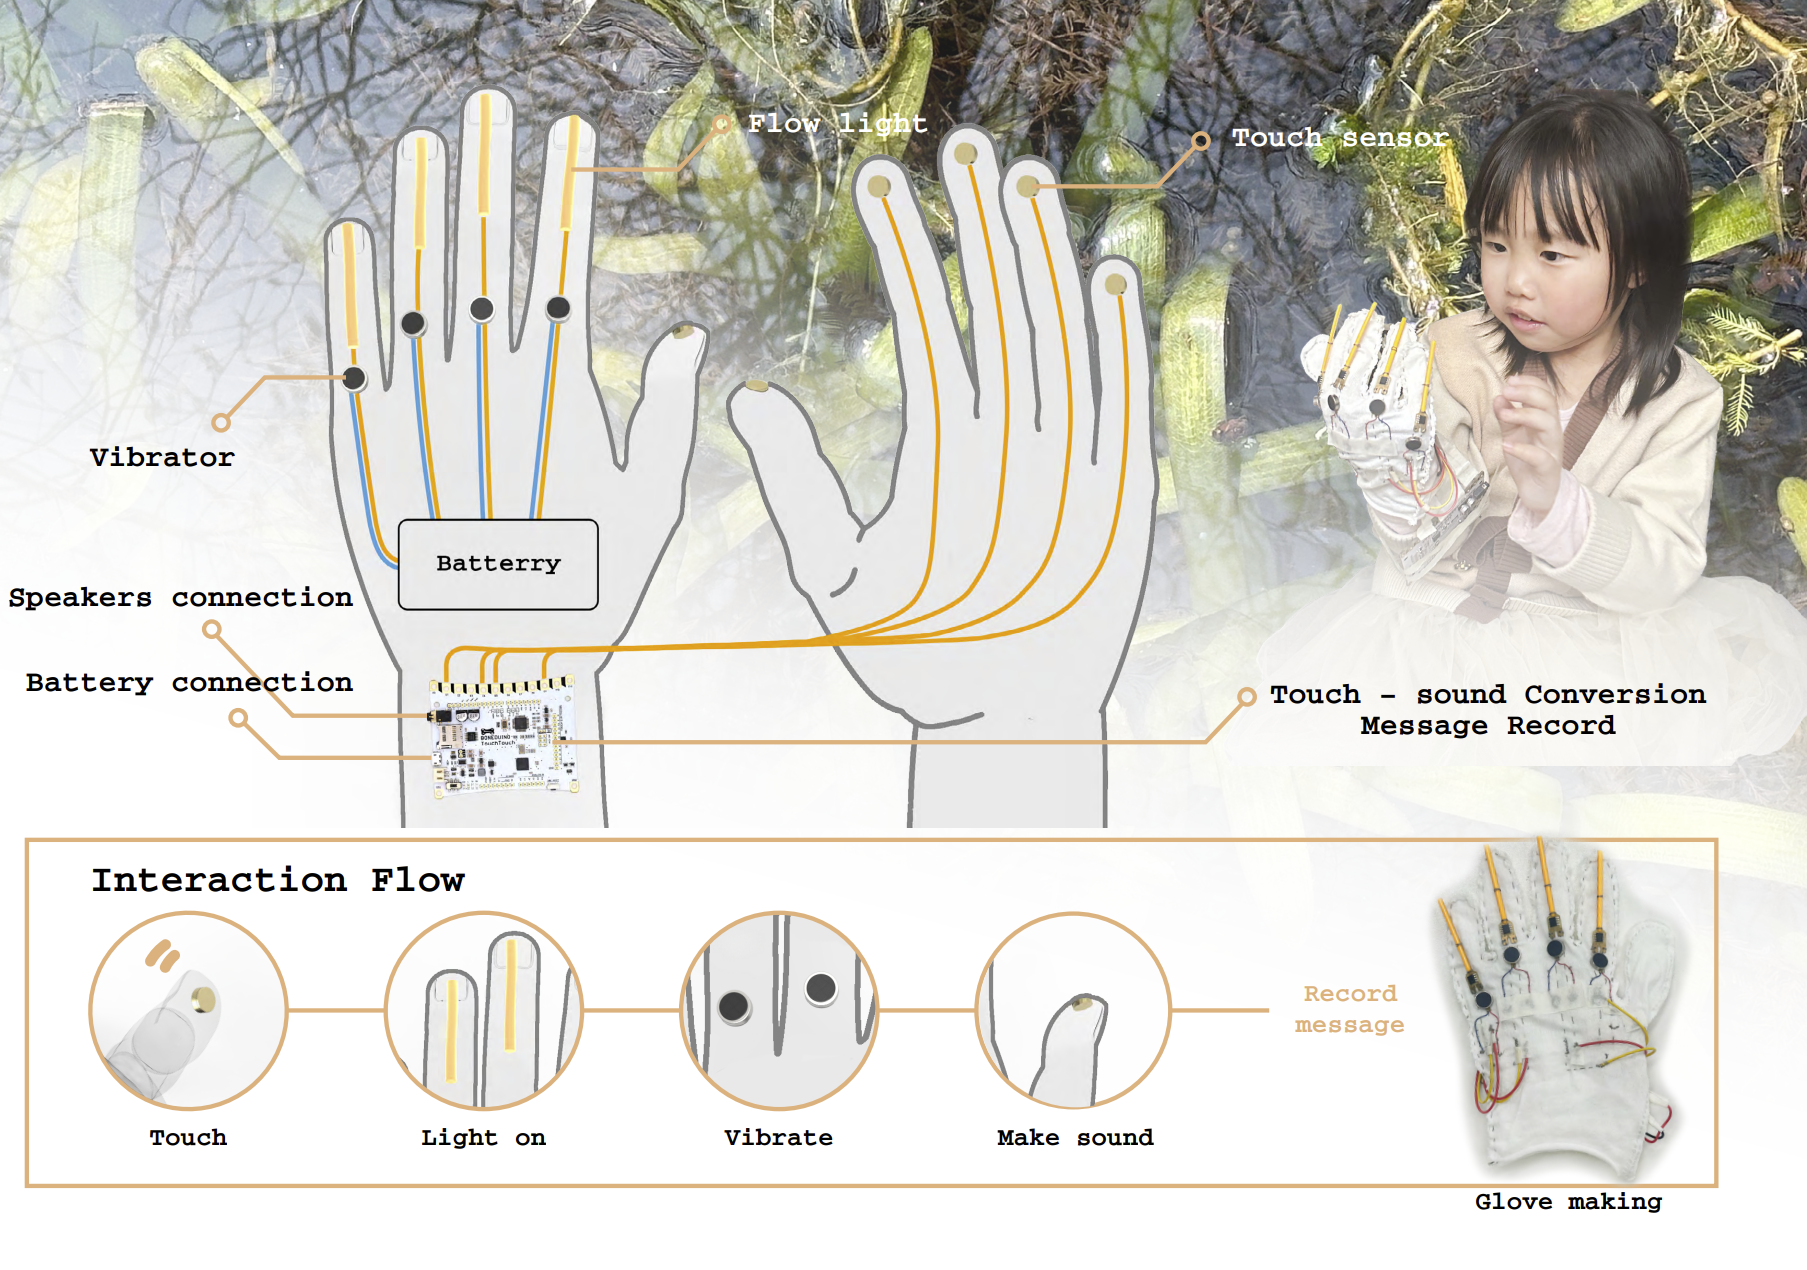 Flow light
Touch sensor
Vibrator
Batterry
Speakers connection
Battery connection
BONEDUINO
TouchTouch
Touch - sound Conversion
Message Record
Interaction Flow
Touch
Light on
Vibrate
Make sound
Record
message
Glove making